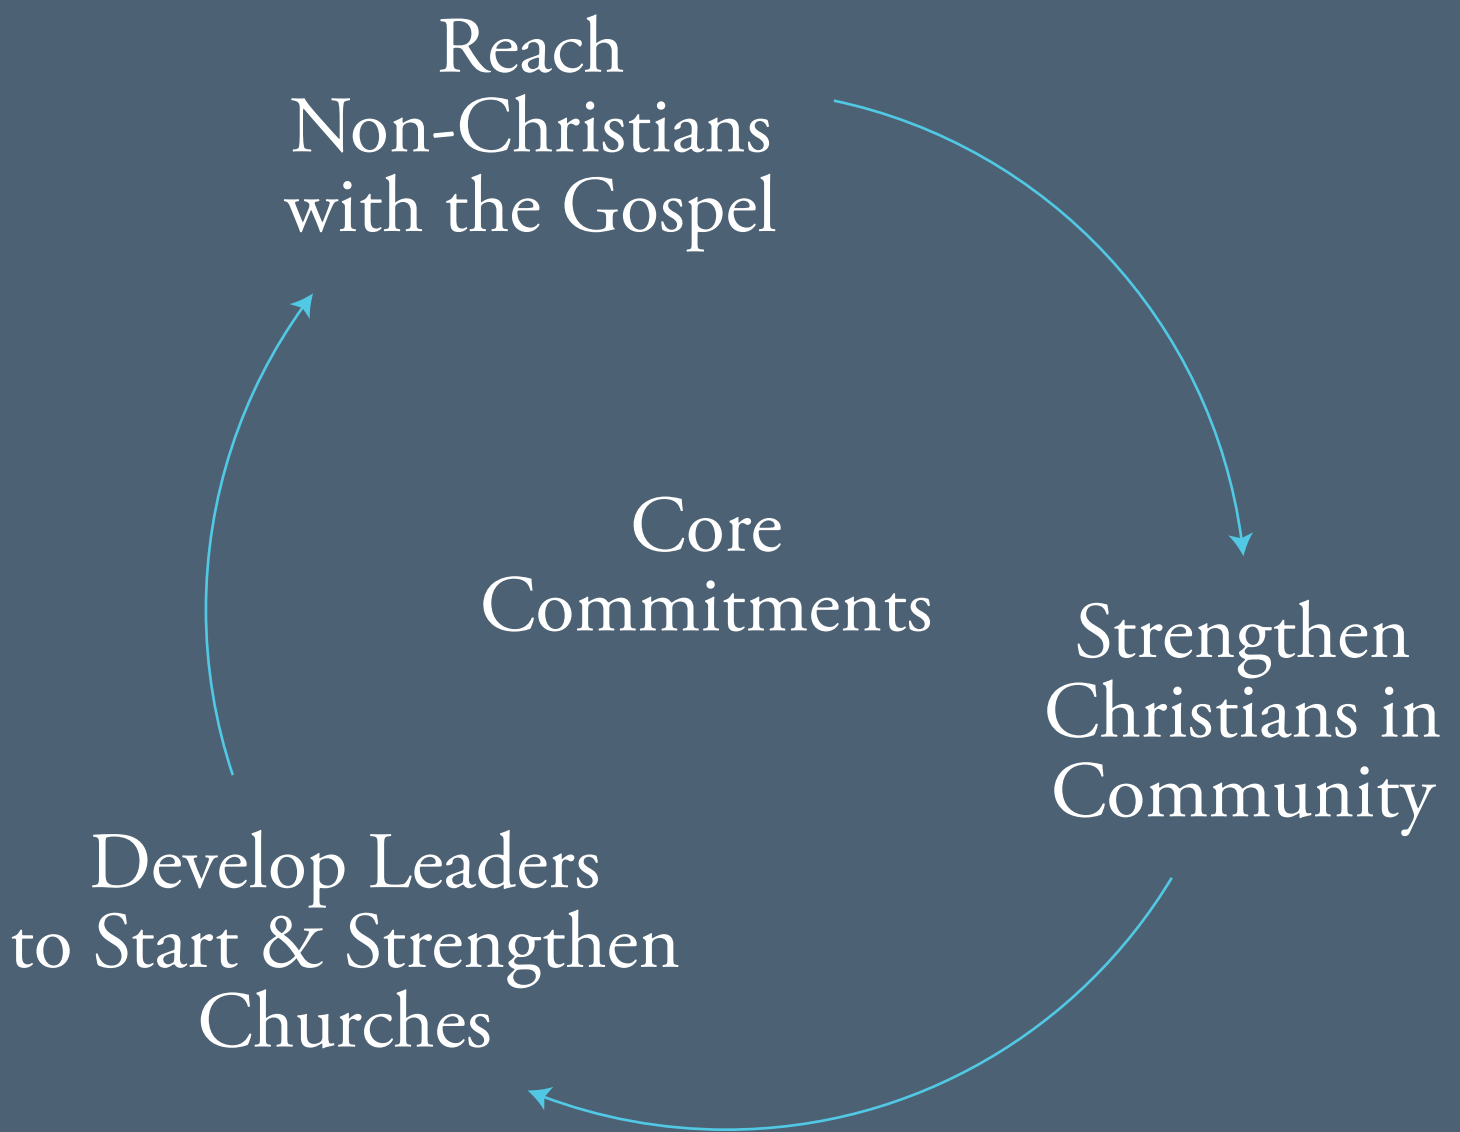 Reach
Non-Christians
with the Gospel
Core
Commitments
Strengthen
Christians in
Community
Develop Leaders
to Start & Strengthen
Churches